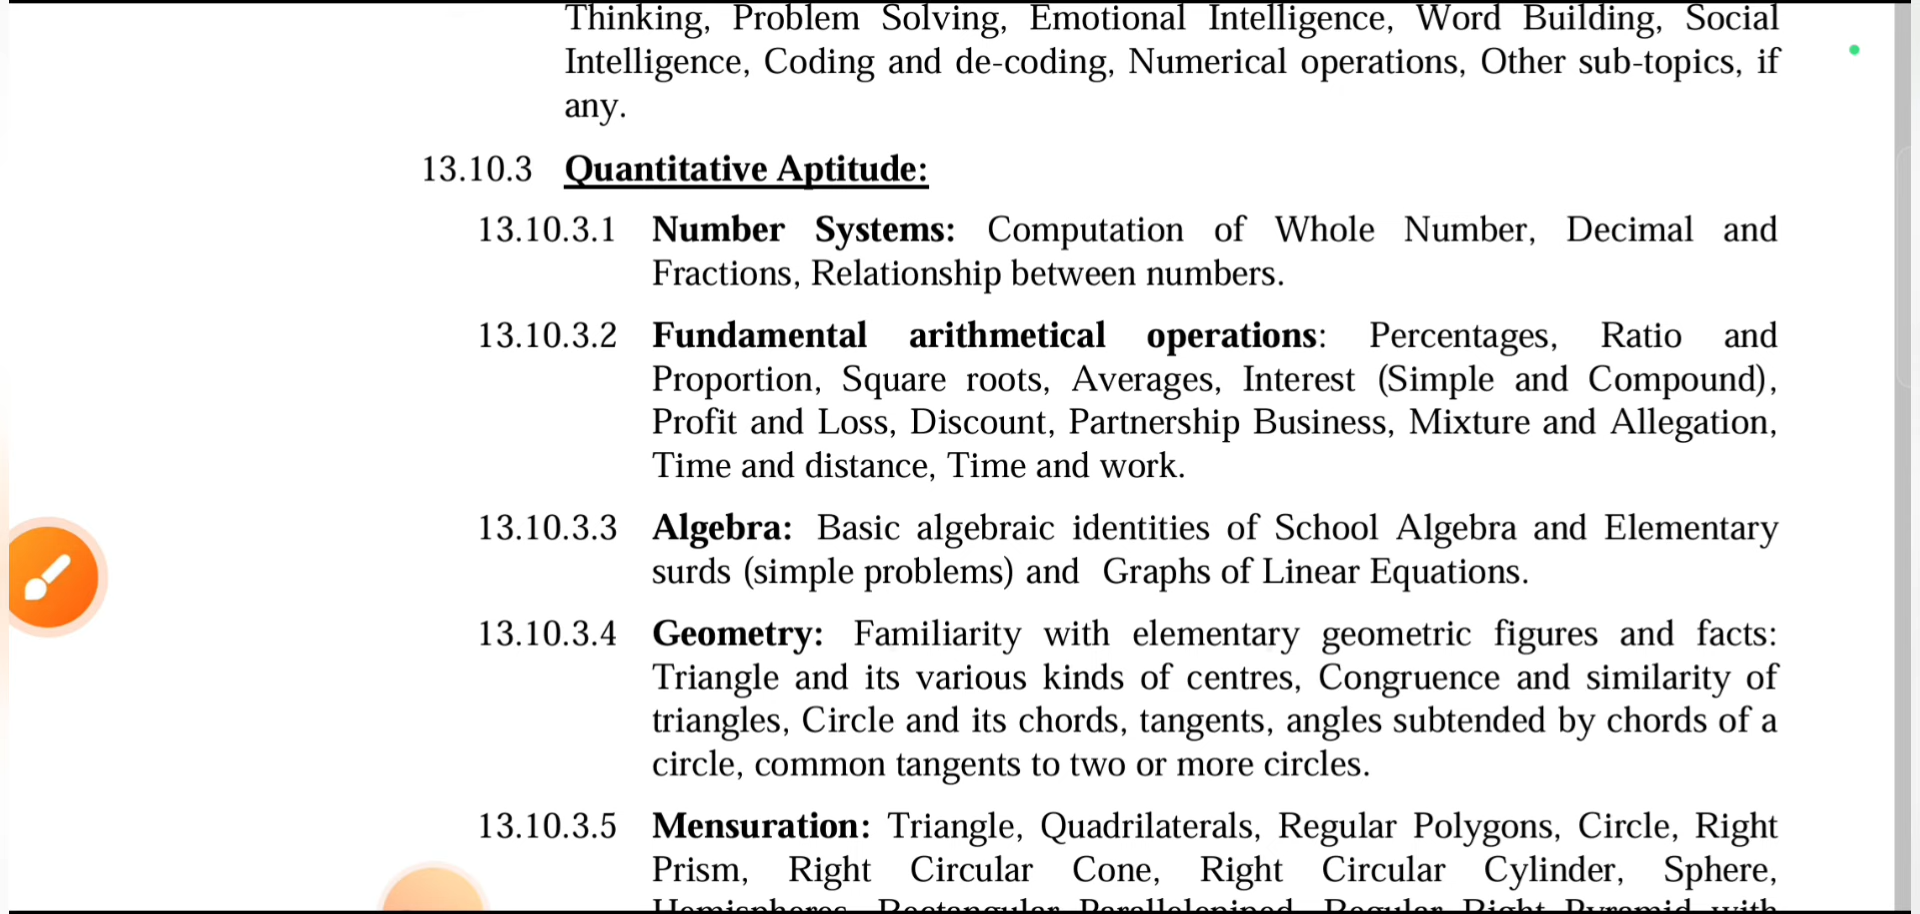 Thinking, Problem Solving, Emotional Intelligence, Word Building, Social
Intelligence, Coding and de-coding, Numerical operations, Other sub-topics, if
any.
13.10.3 Quantitative Aptitude:
13.10.3.1 Number Systems: Computation of Whole Number, Decimal and
Fractions, Relationship between numbers.
13.10.3.2 Fundamental arithmetical operations: Percentages, Ratio and
Proportion, Square roots, Averages, Interest (Simple and Compound),
Profit and Loss, Discount, Partnership Business, Mixture and Allegation,
Time and distance, Time and work.
13.10.3.3 Algebra: Basic algebraic identities of School Algebra and Elementary
surds (simple problems) and Graphs of Linear Equations.
13.10.3.4 Geometry: Familiarity with elementary geometric figures and facts:
Triangle and its various kinds of centres, Congruence and similarity of
triangles, Circle and its chords, tangents, angles subtended by chords of a
circle, common tangents to two or more circles.
13.10.3.5 Mensuration: Triangle, Quadrilaterals, Regular Polygons, Circle, Right
Prism, Right Circular Cone, Right Circular Cylinder, Sphere,
Rectangular Regular Right Pyramid with